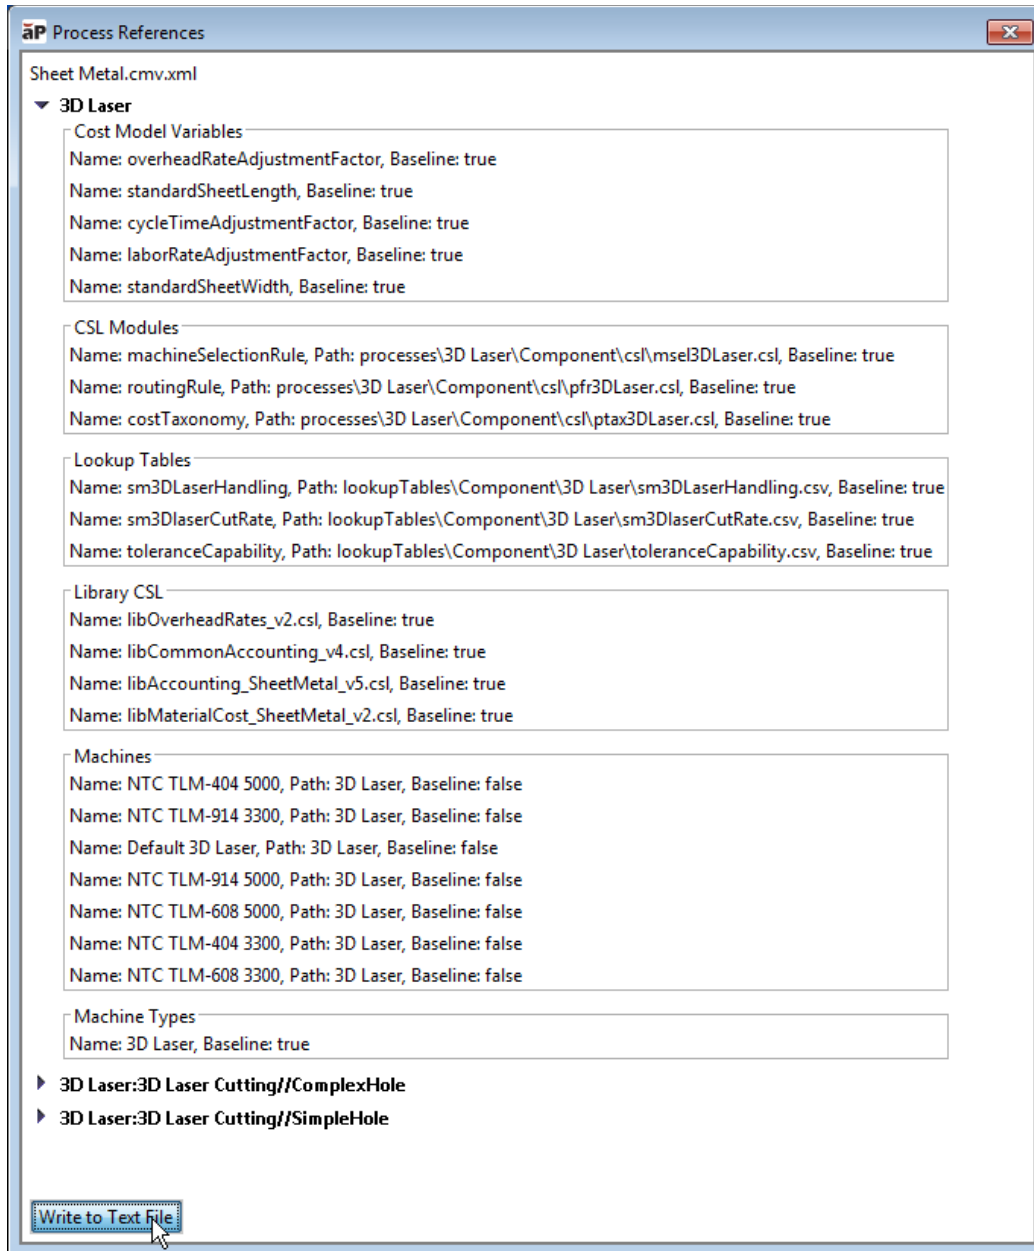 aP Process References
Sheet Metal.cmv.xml
3D Laser
Cost Model Variables
Name: overheadRateAdjustmentFactor, Baseline: true
Name: standardSheetLength, Baseline: true
Name: cycleTimeAdjustmentFactor, Baseline: true
Name: laborRateAdjustmentFactor, Baseline: true
Name: standardSheetWidth, Baseline: true
CSL Modules
Name: machineSelectionRule, Path: processes\3D Laser\Component\csl\msel3DLaser.csl, Baseline: true
Name: routingRule, Path: processes\3D Laser\Component\csl\pfr3DLaser.csl, Baseline: true
Name: costTaxonomy, Path: processes\3D Laser\Component\csl\ptax3DLaser.csl, Baseline: true
Lookup Tables
Name: sm3DLaserHandling, Path: lookupTables\Component\3D Laser\sm3DLaserHandling.csv, Baseline: true
Name: sm3DlaserCutRate, Path: lookupTables\Component\3D Laser\sm3DlaserCutRate.csv, Baseline: true
Name: toleranceCapability, Path: lookupTables\Component\3D Laser\toleranceCapability.csv, Baseline: true
Library CSL
Name: libOverheadRates_v2.csl, Baseline: true
Name: libCommonAccounting_v4.csl, Baseline: true
Name: libAccounting_SheetMetal_v5.csl, Baseline: true
Name: libMaterialCost_SheetMetal_v2.csl, Baseline: true
Machines
Name: NTC TLM-404 5000, Path: 3D Laser, Baseline: false
Name: NTC TLM-914 3300, Path: 3D Laser, Baseline: false
Name: Default 3D Laser, Path: 3D Laser, Baseline: false
Name: NTC TLM-914 5000, Path: 3D Laser, Baseline: false
Name: NTC TLM-608 5000, Path: 3D Laser, Baseline: false
Name: NTC TLM-404 3300, Path: 3D Laser, Baseline: false
Name: NTC TLM-608 3300, Path: 3D Laser, Baseline: false
Machine Types
Name: 3D Laser, Baseline: true
3D Laser:3D Laser Cutting//ComplexHole
3D Laser:3D Laser Cutting//SimpleHole
Write to Text File